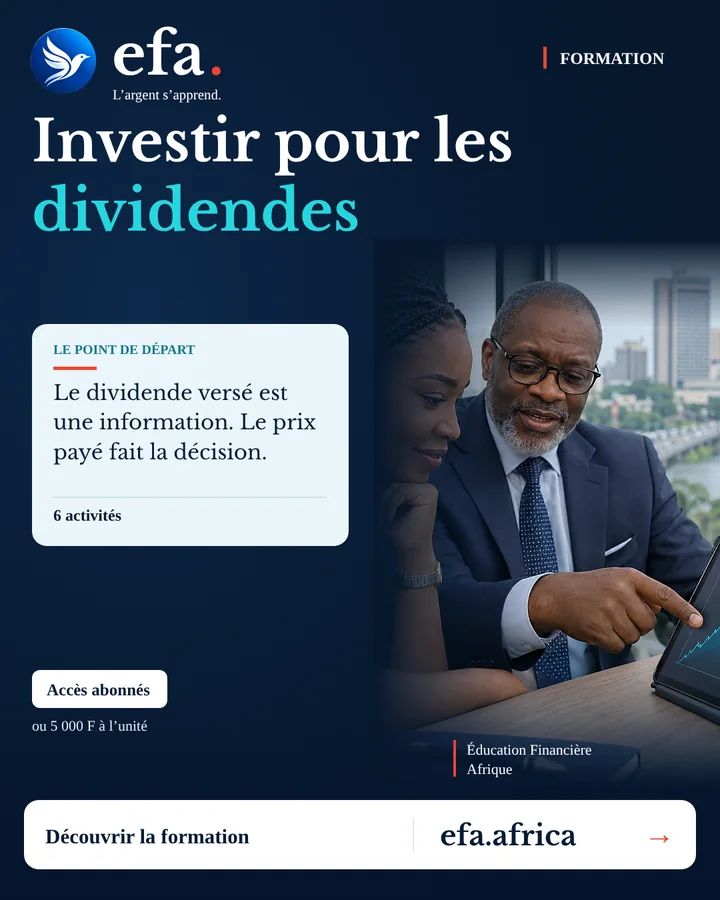 efa.
L’argent s’apprend.
FORMATION
Investir pour les
dividendes
LE POINT DE DÉPART
Le dividende versé est
une information. Le prix
payé fait la décision.
6 activités
Accès abonnés
ou 5 000 F à l’unité
Éducation Financière
Afrique
Découvrir la formation
efa.africa
→